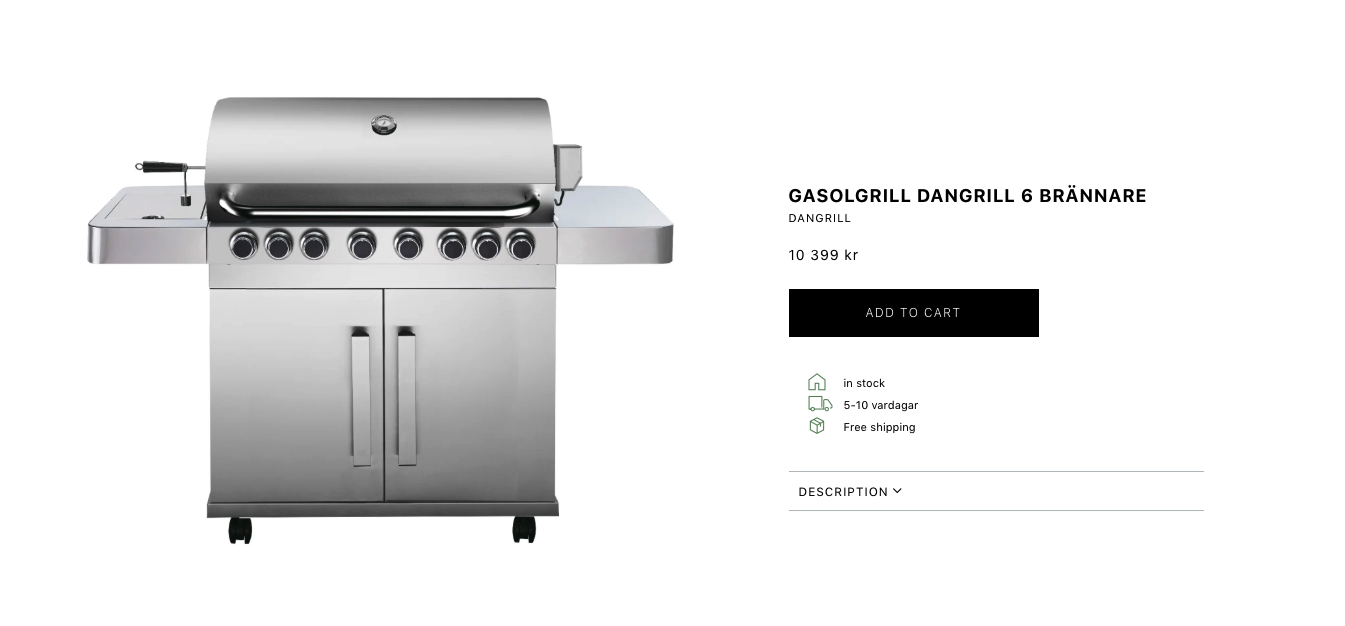 GASOLGRILL DANGRILL 6 BRÄNNARE
DANGRILL
10 399 kr
ADD TO CART
in stock
5-10 vardagar
Free shipping
DESCRIPTION